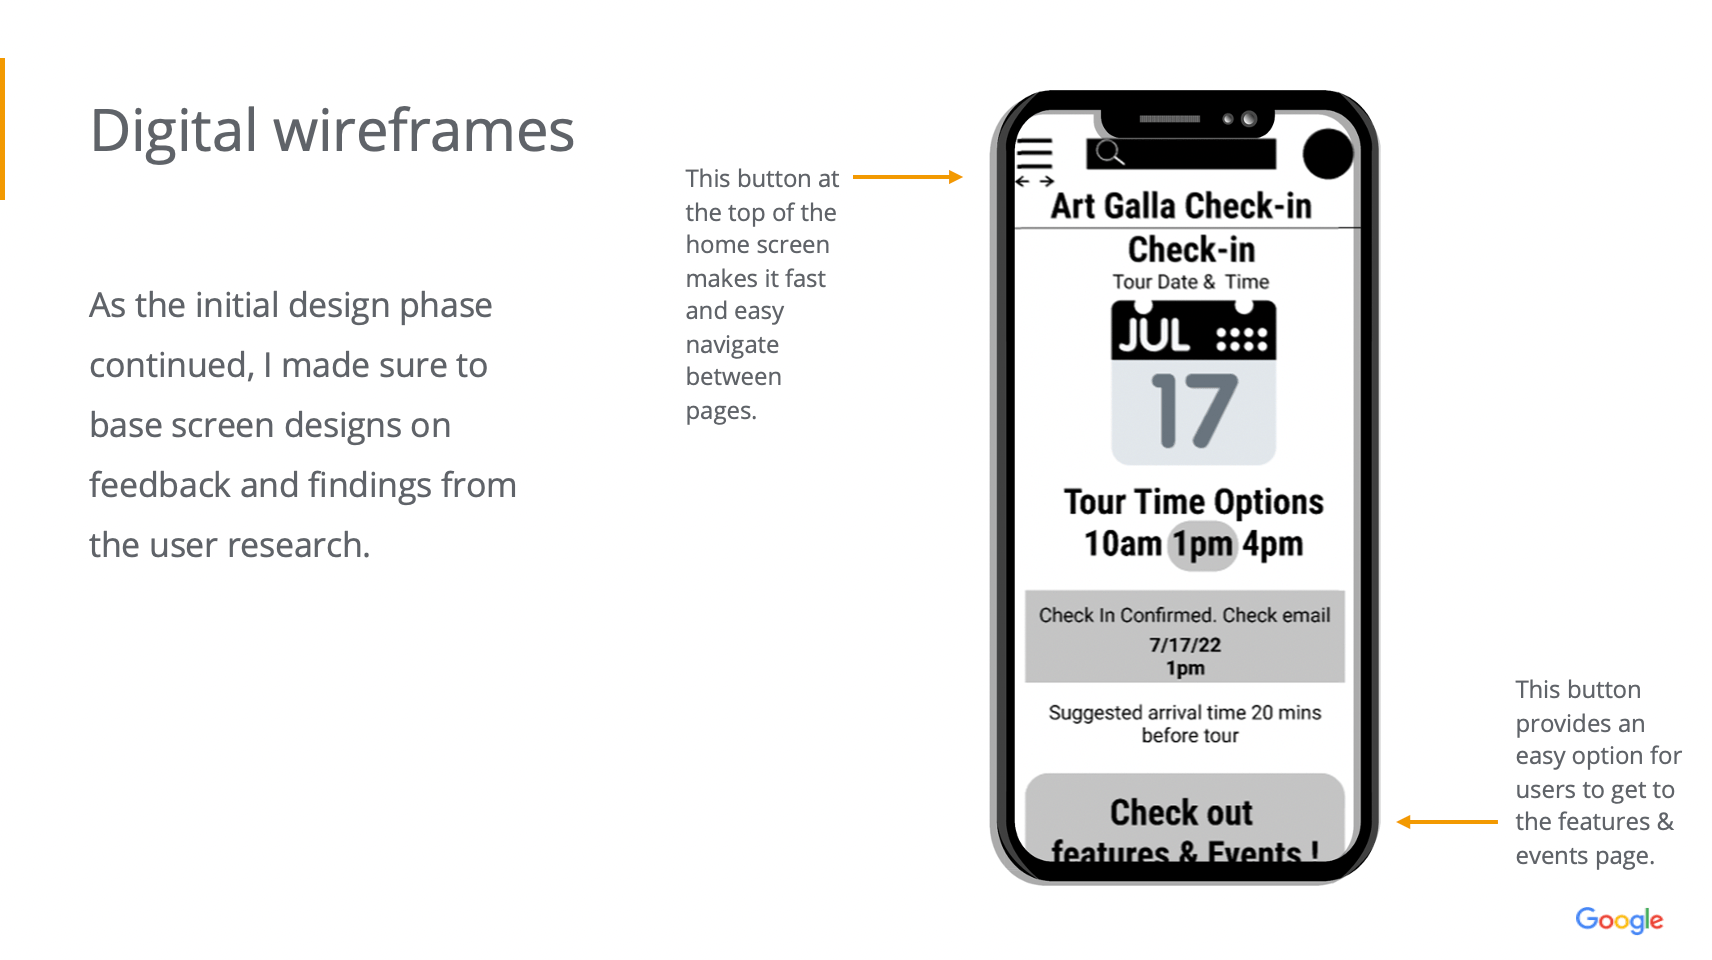 Digital wireframes
As the initial design phase
continued, I made sure to
base screen designs on
feedback and findings from
the user research.
This button at
the top of the
home screen
makes it fast
and easy
navigate
between
pages.
Art Galla Check-in
Check-in
Tour Date & Time
JUL
17
Tour Time Options
10am 1pm 4pm
Check In Confirmed. Check email
7/17/22
1pm
Suggested arrival time 20 mins
before tour
Check out
features & Events !
This button
provides an
easy option for
users to get to
the features &
events page.
Google